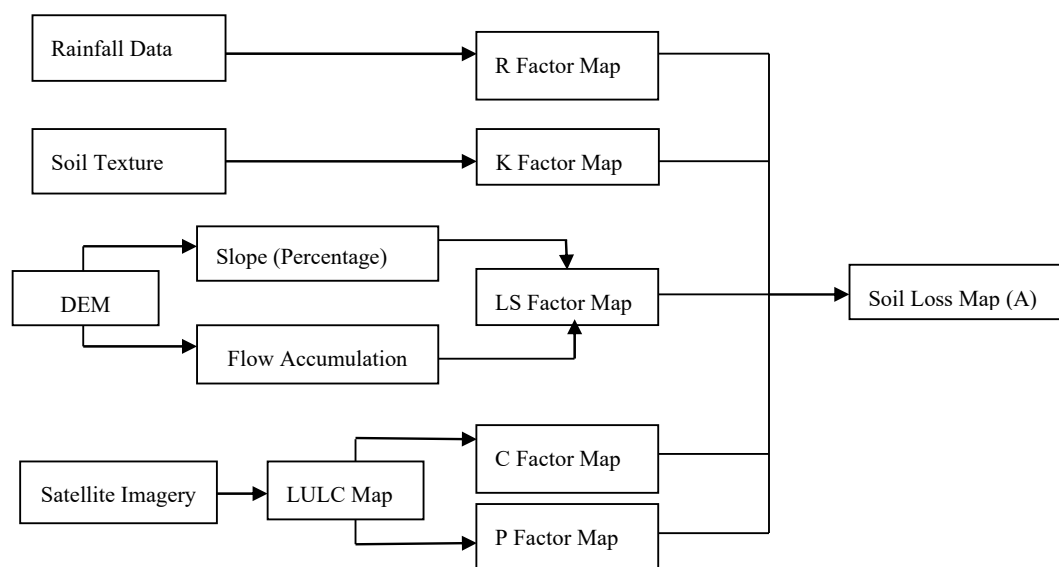 Rainfall Data
R Factor Map
Soil Texture
K Factor Map
Slope (Percentage)
DEM
LS Factor Map
Soil Loss Map (A)
Flow Accumulation
C Factor Map
Satellite Imagery
LULC Map
P Factor Map